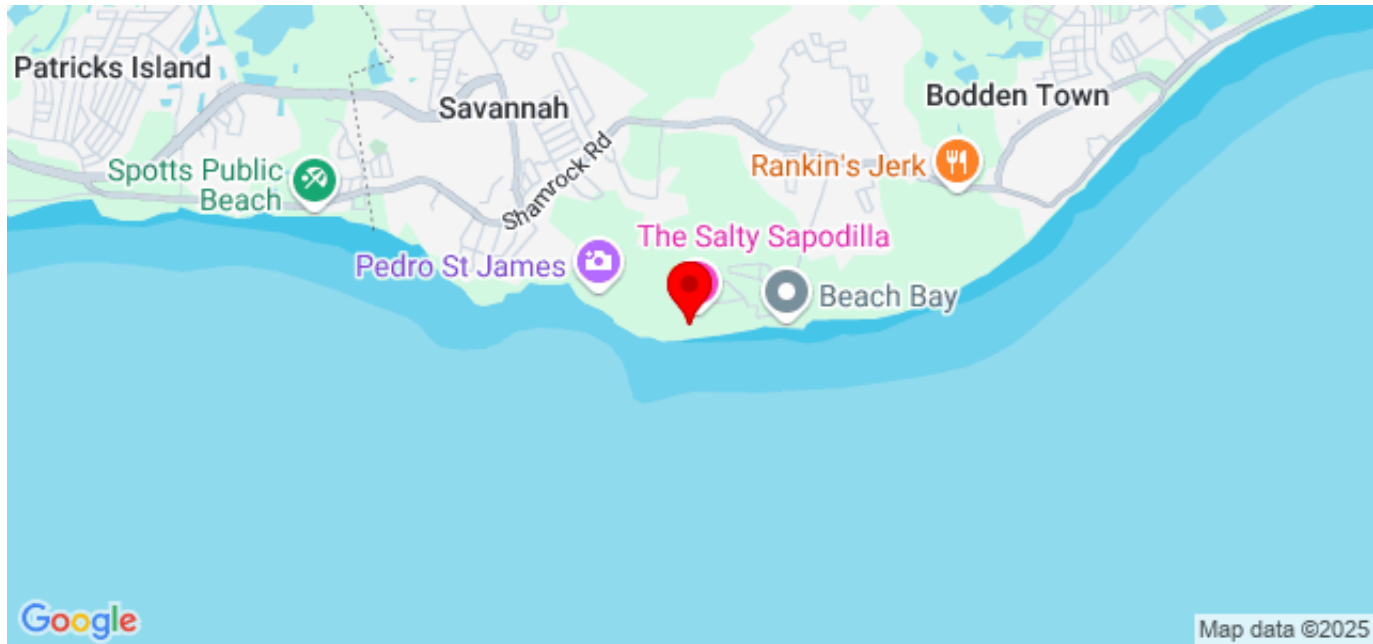 Patricks Island
Savannah
Bodden Town
Spotts Public
Beach
Shamrock Rd
Rankin's Jerk
The Salty Sapodilla
Pedro St James
Beach Bay
Google
Map data ©2025